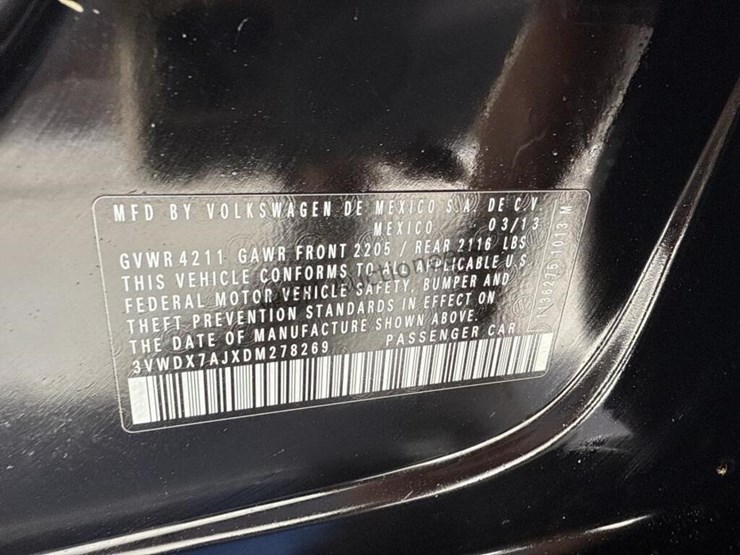 MFD BY VOLKSWAGEN DE MEXICO S.A. DE C.V.
MEXICO 03/13
GVWR 4211 GAWR FRONT 2205 / REAR 2116 LBS
THIS VEHICLE CONFORMS TO ALL APPLICABLE U.S.
FEDERAL MOTOR VEHICLE SAFETY, BUMPER AND
THEFT PREVENTION STANDARDS IN EFFECT ON
THE DATE OF MANUFACTURE SHOWN ABOVE.
3VWDX7AJXDM278269 PASSENGER CAR